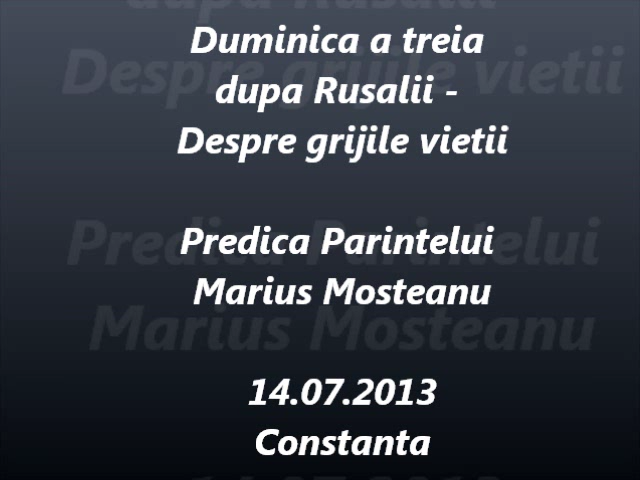 Duminica a treia
dupa Rusalii -
Despre grijile vietii
Predica Parintelui
Marius Mosteanu
14.07.2013
Constanta